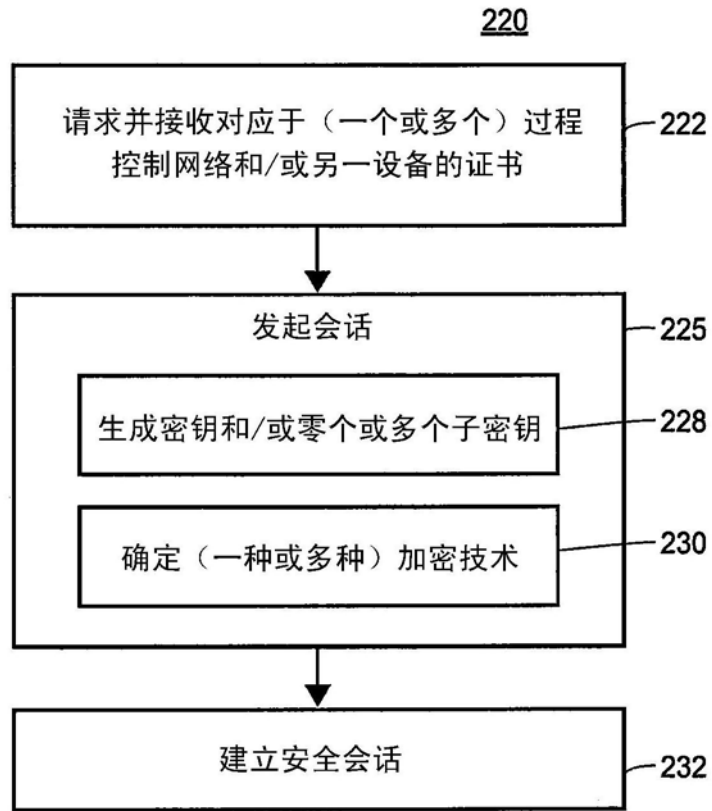 220
请求并接收对应于（一个或多个）过程
控制网络和/或另一设备的证书
222
发起会话
225
生成密钥和/或零个或多个子密钥
228
确定（一种或多种）加密技术
230
建立安全会话
232